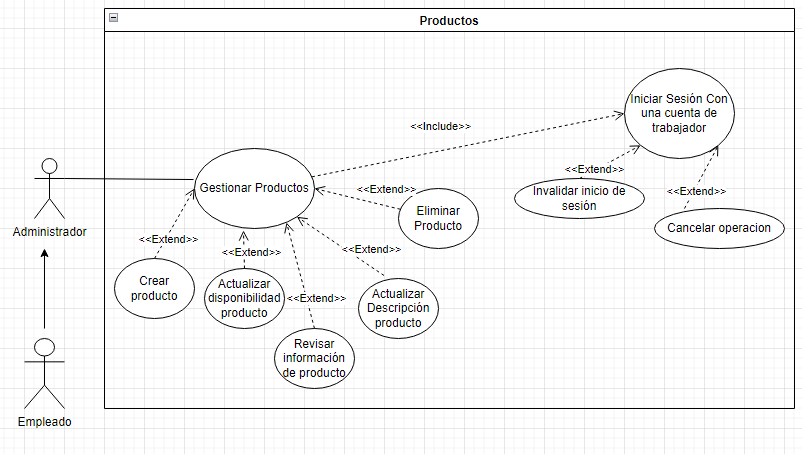 Productos
Iniciar Sesión Con
una cuenta de
trabajador
<<Include>>
<<Extend>>
Invalidar inicio de
sesión
<<Extend>>
Cancelar operacion
Administrador
Gestionar Productos
<<Extend>>
Eliminar
Producto
<<Extend>>
Crear
producto
<<Extend>>
Actualizar
disponibilidad
producto
<<Extend>>
Revisar
información
de producto
<<Extend>>
Actualizar
Descripción
producto
Empleado